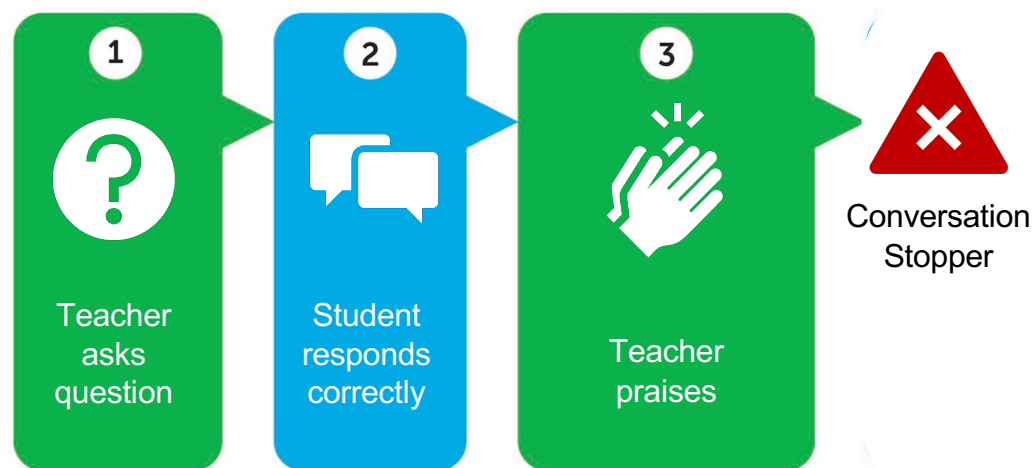 1
Teacher
asks
question
2
Student
responds
correctly
3
Teacher
praises
Conversation
Stopper